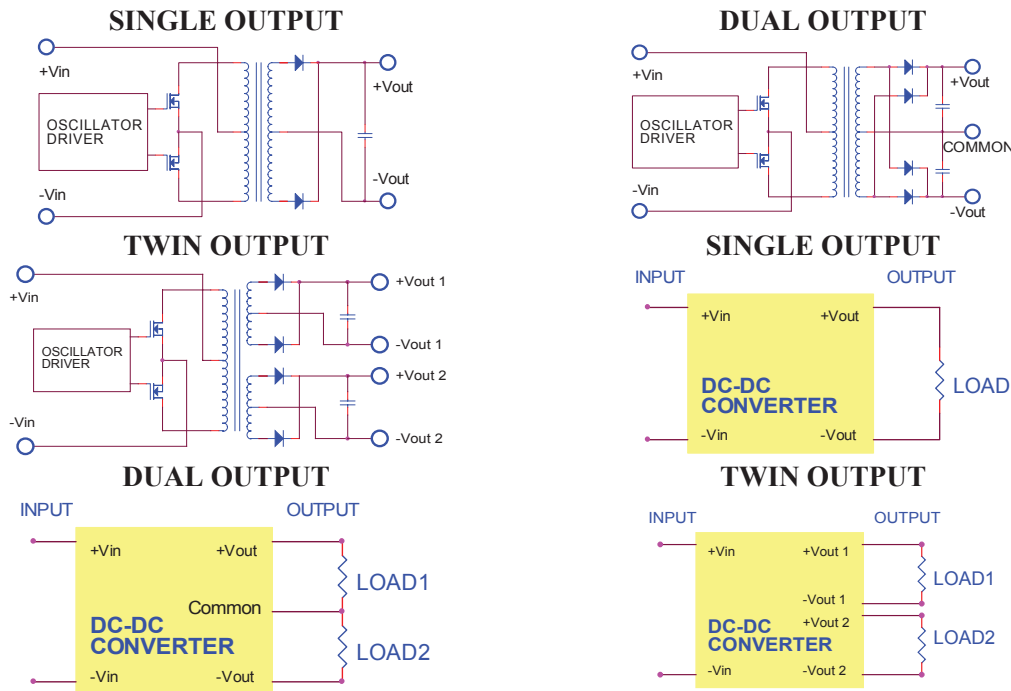 SINGLE OUTPUT
+Vin
OSCILLATOR
DRIVER
-Vin
+Vout
-Vout
DUAL OUTPUT
+Vin
OSCILLATOR
DRIVER
-Vin
+Vout
COMMON
-Vout
TWIN OUTPUT
+Vin
OSCILLATOR
DRIVER
-Vin
+Vout 1
-Vout 1
+Vout 2
-Vout 2
SINGLE OUTPUT
INPUT
OUTPUT
+Vin
+Vout
DC-DC
CONVERTER
LOAD
-Vin
-Vout
DUAL OUTPUT
INPUT
OUTPUT
+Vin
+Vout
LOAD1
Common
DC-DC
CONVERTER
LOAD2
-Vin
-Vout
TWIN OUTPUT
INPUT
OUTPUT
+Vin
+Vout 1
LOAD1
-Vout 1
+Vout 2
DC-DC
CONVERTER
LOAD2
-Vin
-Vout 2